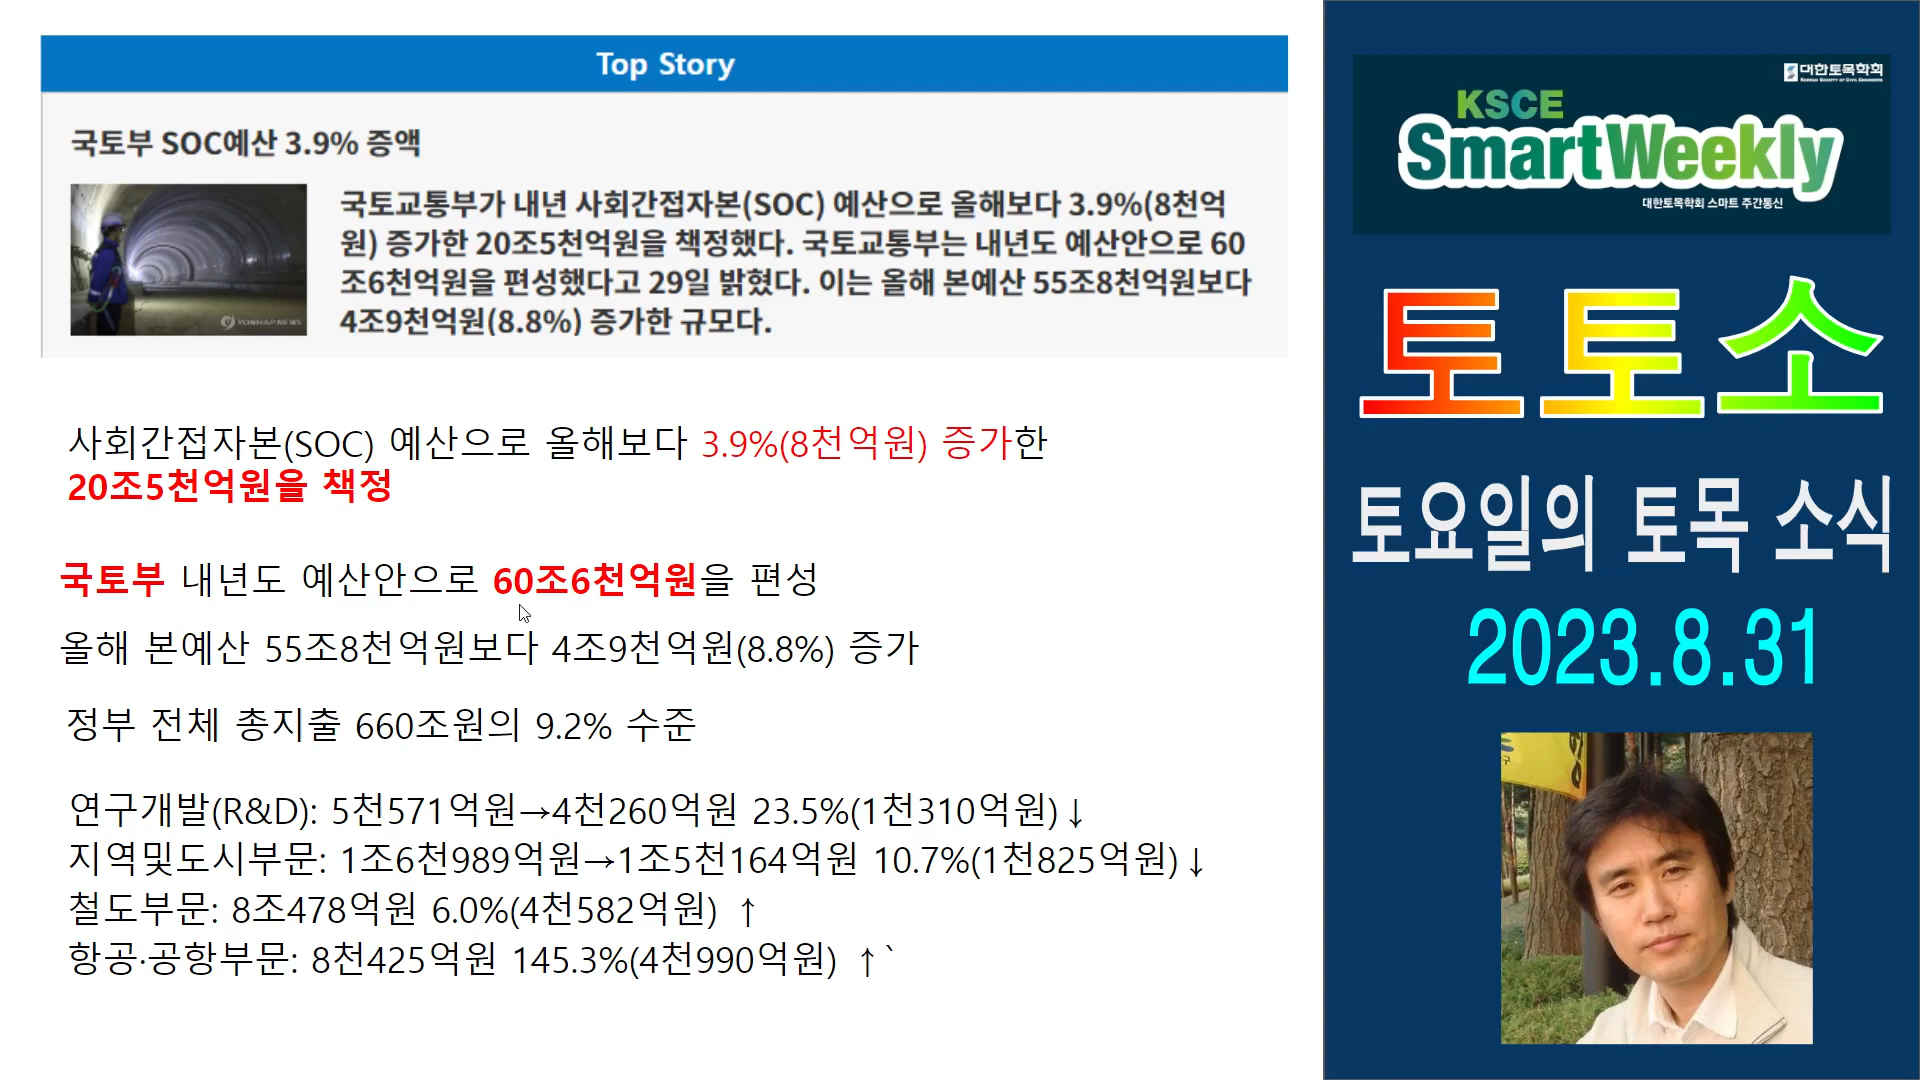 Top Story
국토부 SOC예산 3.9% 증액
국토교통부가 내년 사회간접자본(SOC) 예산으로 올해보다 3.9%(8천억
원) 증가한 20조5천억원을 책정했다. 국토교통부는 내년도 예산안으로 60
조6천억원을 편성했다고 29일 밝혔다. 이는 올해 본예산 55조8천억원보다
4조9천억원(8.8%) 증가한 규모다.
YONHAP NEWS
사회간접자본(SOC) 예산으로 올해보다 3.9%(8천억원) 증가한
20조5천억원을 책정
국토부 내년도 예산안으로 60조6천억원을 편성
올해 본예산 55조8천억원보다 4조9천억원(8.8%) 증가
정부 전체 총지출 660조원의 9.2% 수준
연구개발(R&D): 5천571억원→4천260억원 23.5%(1천310억원)↓
지역및도시부문: 1조6천989억원→1조5천164억원 10.7%(1천825억원)↓
철도부문: 8조478억원 6.0%(4천582억원) ↑
항공·공항부문: 8천425억원 145.3%(4천990억원) ↑`
대한토목학회
KOREAN SOCIETY OF CIVIL ENGINEERS
KSCE
SmartWeekly
대한토목학회 스마트 주간통신
토토소
토요일의 토목 소식
2023.8.31